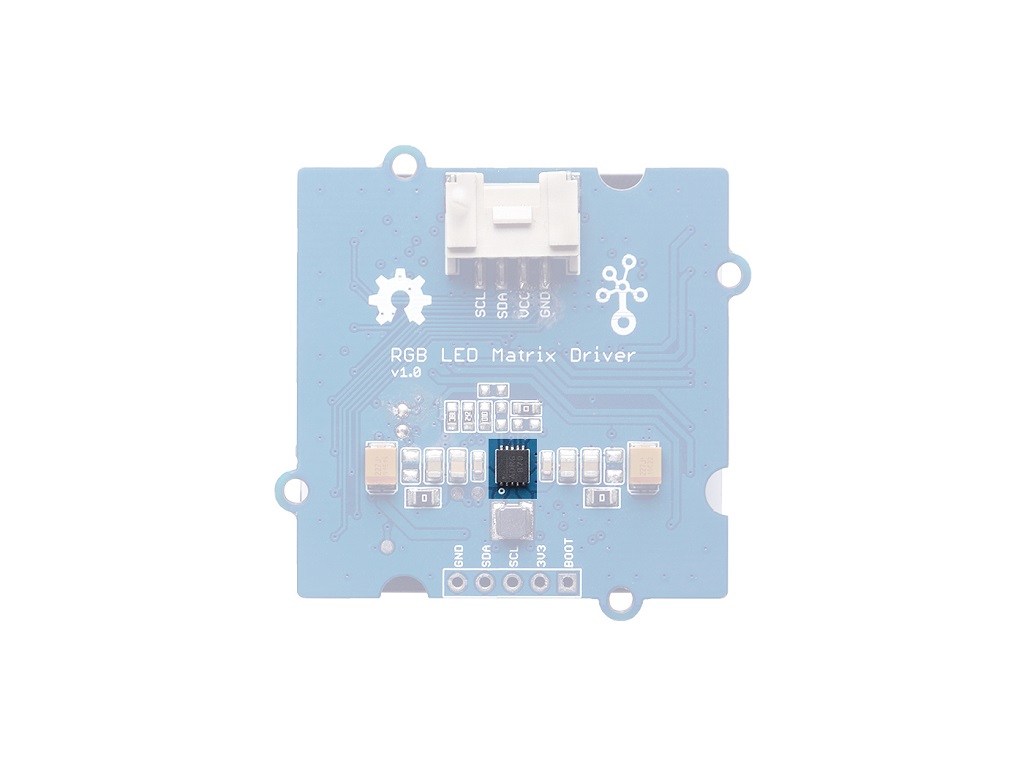 SCL
SDA
VCC
GND
RGB LED Matrix Driver
v1.0
GND
SDA
SCL
3V3
BOOT